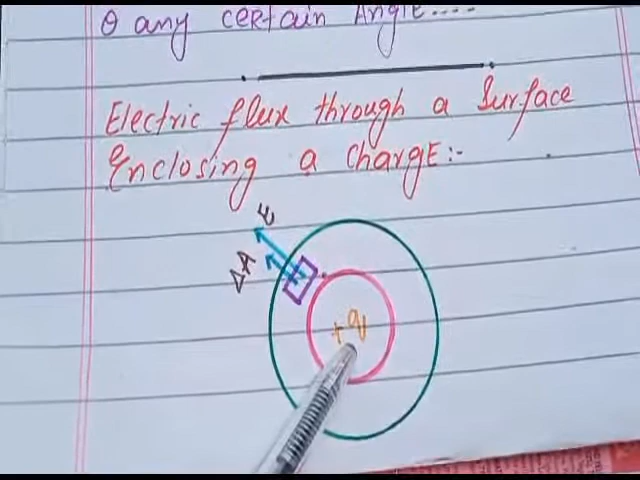 θ any certain Angle....
Electric flux through a Surface
Enclosing a ChargE:-
E
ΔA
+q